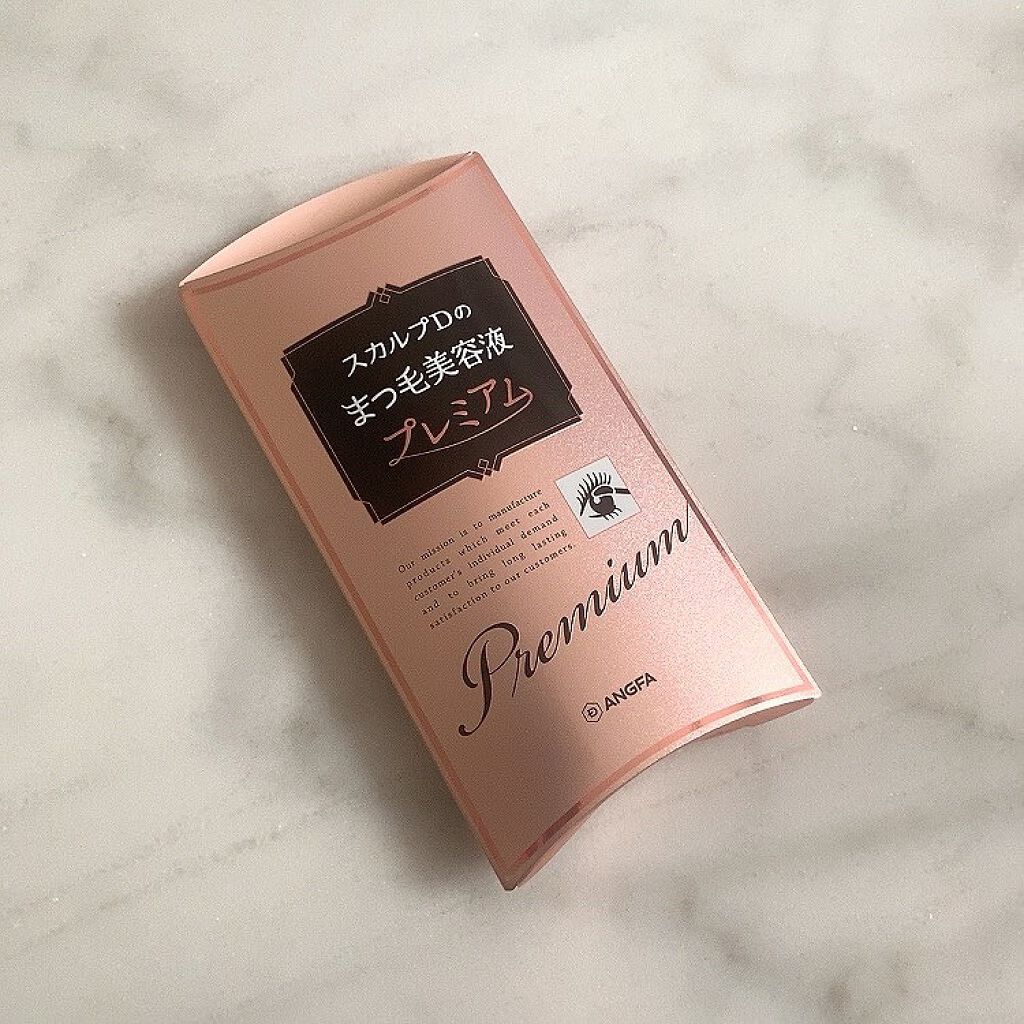 スカルプDの
まつ毛美容液
プレミアム
Our mission is to manufacture
products which meet each
customer's individual demand
and to bring long lasting
satisfaction to our customers.
Premium
ANGFA